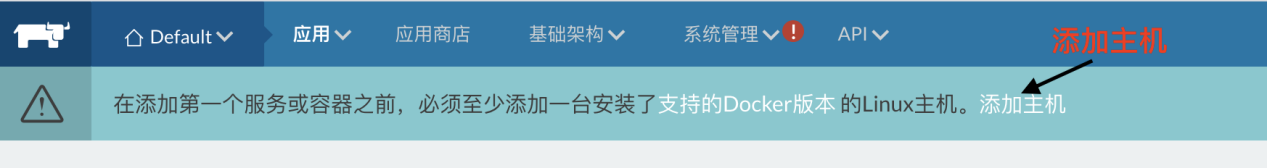 Default 应用 应用商店 基础架构 系统管理 ! API 添加主机
在添加第一个服务或容器之前，必须至少添加一台安装了支持的Docker版本 的Linux主机。添加主机